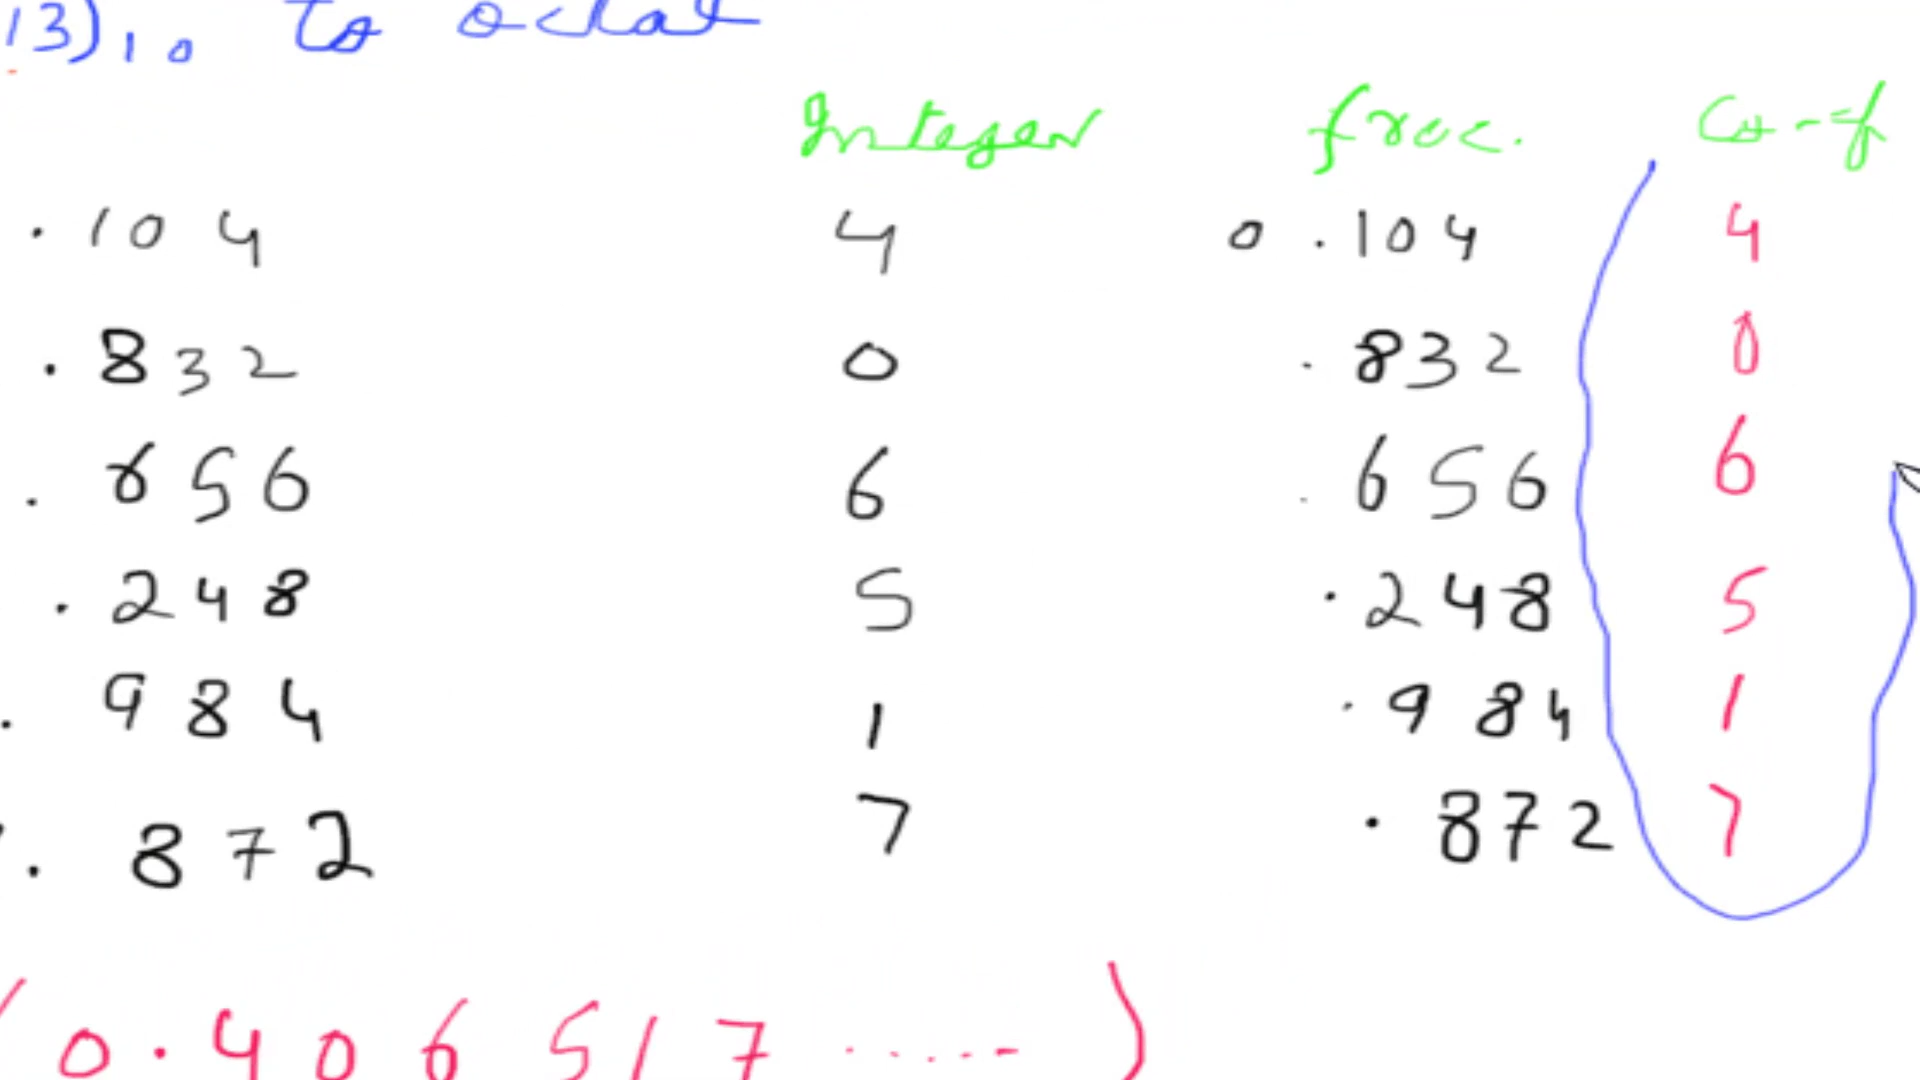 13)10 to octal
Integer frac. Co-f
.104 4 0.104 4
.832 0 .832 0
.656 6 .656 6
.248 5 .248 5
.984 1 .984 1
.872 7 .872 7
(0.406517.....)